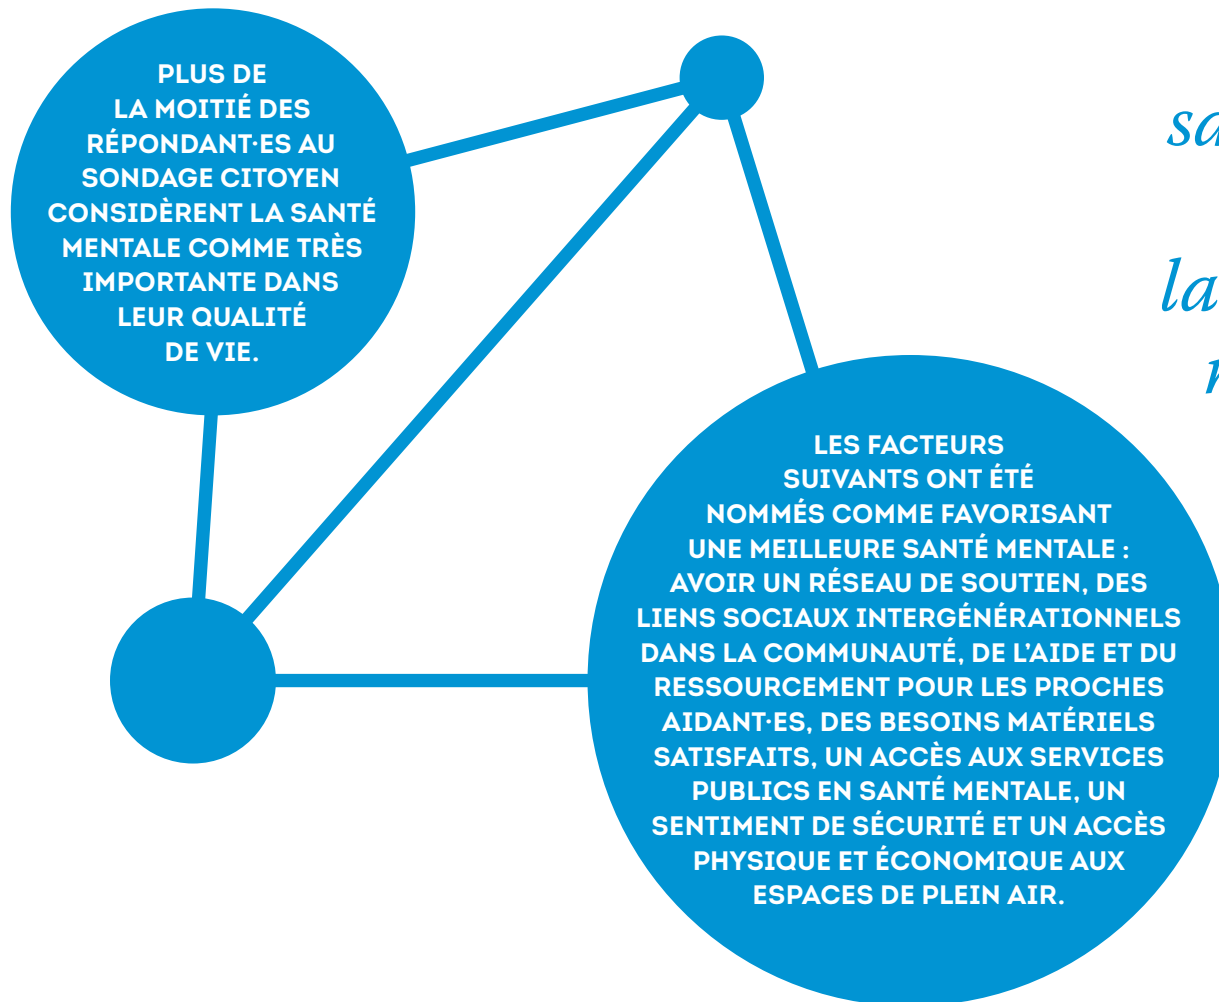 PLUS DE
LA MOITIÉ DES
RÉPONDANT·ES AU
SONDAGE CITOYEN
CONSIDÈRENT LA SANTÉ
MENTALE COMME TRÈS
IMPORTANTE DANS
LEUR QUALITÉ
DE VIE.
LES FACTEURS
SUIVANTS ONT ÉTÉ
NOMMÉS COMME FAVORISANT
UNE MEILLEURE SANTÉ MENTALE :
AVOIR UN RÉSEAU DE SOUTIEN, DES
LIENS SOCIAUX INTERGÉNÉRATIONNELS
DANS LA COMMUNAUTÉ, DE L’AIDE ET DU
RESSOURCEMENT POUR LES PROCHES
AIDANT·ES, DES BESOINS MATÉRIELS
SATISFAITS, UN ACCÈS AUX SERVICES
PUBLICS EN SANTÉ MENTALE, UN
SENTIMENT DE SÉCURITÉ ET UN ACCÈS
PHYSIQUE ET ÉCONOMIQUE AUX
ESPACES DE PLEIN AIR.
la